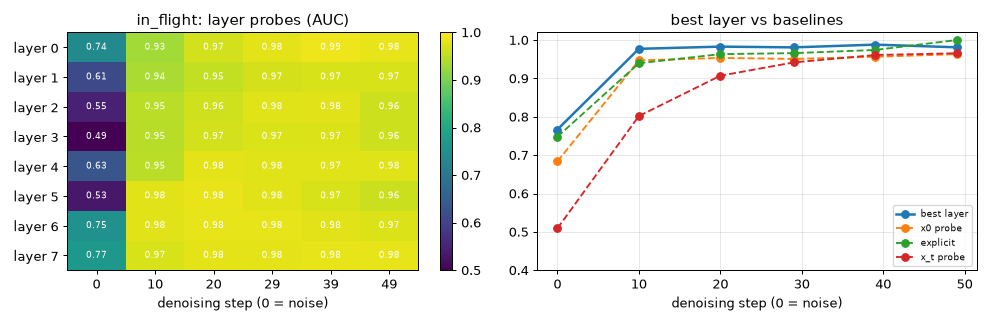 in_flight: layer probes (AUC)
layer 0 0.74 0.93 0.97 0.98 0.99 0.98
layer 1 0.61 0.94 0.95 0.97 0.97 0.97
layer 2 0.55 0.95 0.96 0.98 0.98 0.96
layer 3 0.49 0.95 0.97 0.97 0.97 0.96
layer 4 0.63 0.95 0.98 0.98 0.97 0.98
layer 5 0.53 0.98 0.98 0.98 0.97 0.96
layer 6 0.75 0.98 0.98 0.98 0.98 0.97
layer 7 0.77 0.97 0.98 0.98 0.98 0.98
0 10 20 29 39 49
denoising step (0 = noise)
1.0
0.9
0.8
0.7
0.6
0.5
best layer vs baselines
1.0
0.9
0.8
0.7
0.6
0.5
0.4
best layer
x0 probe
explicit
x_t probe
0 10 20 30 40 50
denoising step (0 = noise)